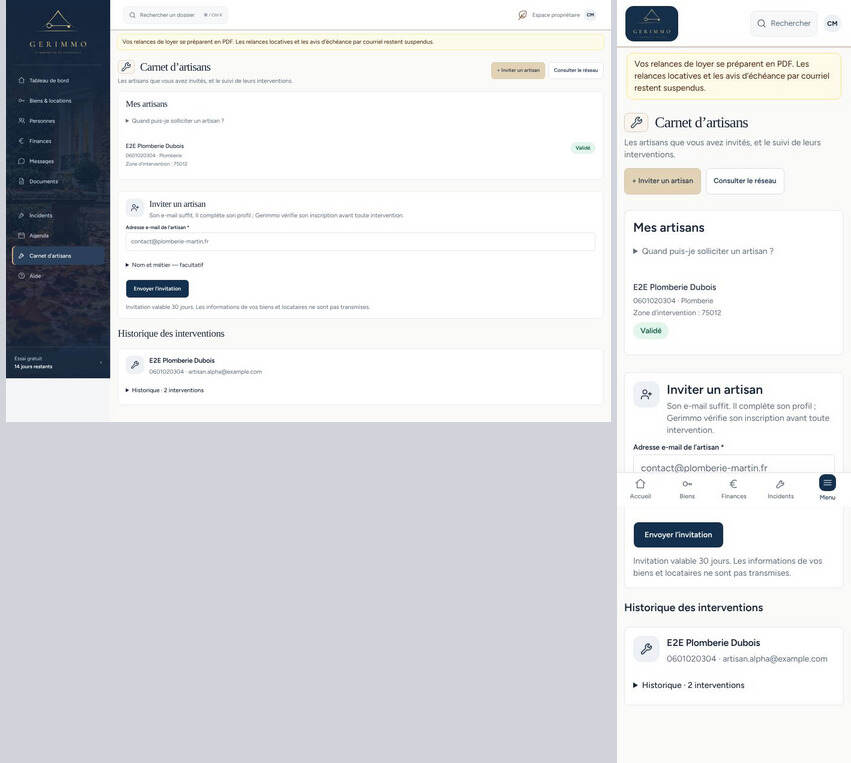 GERIMMO
Tableau de bord
Biens & locations
Personnes
Finances
Messages
Documents
Incidents
Agenda
Carnet d'artisans
Aide
Essai gratuit
14 jours restants
Rechercher un dossier
⌘ / Ctrl K
Espace propriétaire
CM
Vos relances de loyer se préparent en PDF. Les relances locatives et les avis d'échéance par courriel restent suspendus.
Carnet d'artisans
+ Inviter un artisan
Consulter le réseau
Les artisans que vous avez invités, et le suivi de leurs interventions.
Mes artisans
▶ Quand puis-je solliciter un artisan ?
E2E Plomberie Dubois
0601020304 · Plomberie
Zone d'intervention : 75012
Validé
Inviter un artisan
Son e-mail suffit. Il complète son profil ; Gerimmo vérifie son inscription avant toute intervention.
Adresse e-mail de l'artisan *
contact@plomberie-martin.fr
▶ Nom et métier — facultatif
Envoyer l'invitation
Invitation valable 30 jours. Les informations de vos biens et locataires ne sont pas transmises.
Historique des interventions
E2E Plomberie Dubois
0601020304 · artisan.alpha@example.com
▶ Historique · 2 interventions
GERIMMO
Rechercher
CM
Vos relances de loyer se préparent en PDF. Les
relances locatives et les avis d'échéance par courriel
restent suspendus.
Carnet d'artisans
Les artisans que vous avez invités, et le suivi de leurs
interventions.
+ Inviter un artisan
Consulter le réseau
Mes artisans
▶ Quand puis-je solliciter un artisan ?
E2E Plomberie Dubois
0601020304 · Plomberie
Zone d'intervention : 75012
Validé
Inviter un artisan
Son e-mail suffit. Il complète son profil ;
Gerimmo vérifie son inscription avant toute
intervention.
Adresse e-mail de l'artisan *
contact@plomberie-martin.fr
Accueil
Biens
Finances
Incidents
Menu
Envoyer l'invitation
Invitation valable 30 jours. Les informations de vos
biens et locataires ne sont pas transmises.
Historique des interventions
E2E Plomberie Dubois
0601020304 · artisan.alpha@example.com
▶ Historique · 2 interventions